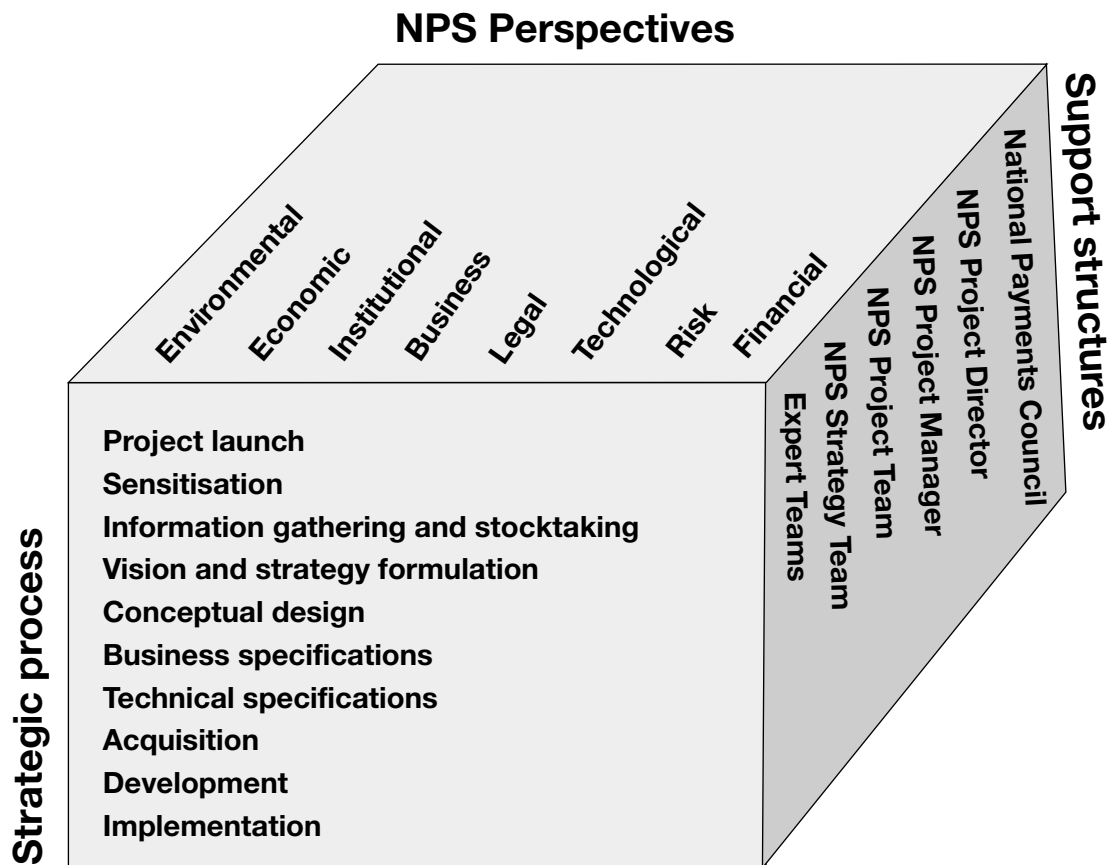 NPS Perspectives
Support structures
Environmental
Economic
Institutional
Business
Legal
Technological
Risk
Financial
National Payments Council
NPS Project Director
NPS Project Manager
NPS Project Team
NPS Strategy Team
Expert Teams
Strategic process
Project launch
Sensitisation
Information gathering and stocktaking
Vision and strategy formulation
Conceptual design
Business specifications
Technical specifications
Acquisition
Development
Implementation